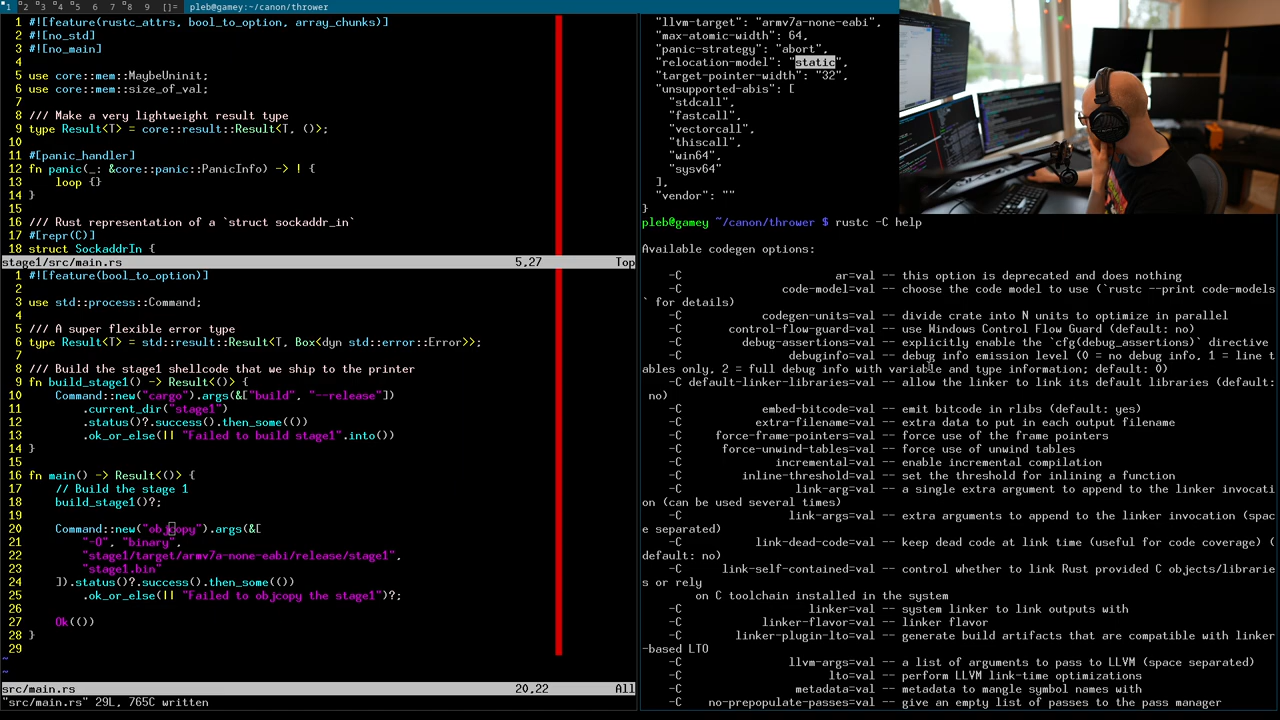 1 2 3 4 5 6 7 8 9 []= pleb@gamey:~/canon/thrower
1 #![feature(rustc_attrs, bool_to_option, array_chunks)]
2 #![no_std]
3 #![no_main]
4
5 use core::mem::MaybeUninit;
6 use core::mem::size_of_val;
7
8 /// Make a very lightweight result type
9 type Result<T> = core::result::Result<T, ()>;
10
11 #[panic_handler]
12 fn panic(_: &core::panic::PanicInfo) -> ! {
13     loop {}
14 }
15
16 /// Rust representation of a `struct sockaddr_in`
17 #[repr(C)]
18 struct SockaddrIn {
stage1/src/main.rs 5,27 Top
1 #![feature(bool_to_option)]
2
3 use std::process::Command;
4
5 /// A super flexible error type
6 type Result<T> = std::result::Result<T, Box<dyn std::error::Error>>;
7
8 /// Build the stage1 shellcode that we ship to the printer
9 fn build_stage1() -> Result<()> {
10     Command::new("cargo").args(&["build", "--release"])
11         .current_dir("stage1")
12         .status()?.success().then_some(())
13         .ok_or_else(|| "Failed to build stage1".into())
14 }
15
16 fn main() -> Result<()> {
17     // Build the stage 1
18     build_stage1()?;
19
20     Command::new("objcopy").args(&[
21         "-O", "binary",
22         "stage1/target/armv7a-none-eabi/release/stage1",
23         "stage1.bin"
24     ]).status()?.success().then_some(())
25         .ok_or_else(|| "Failed to objcopy the stage1")?;
26
27     Ok(())
28 }
29
~
~
src/main.rs 20,22 All
"src/main.rs" 29L, 765C written
"llvm-target": "armv7a-none-eabi",
"max-atomic-width": 64,
"panic-strategy": "abort",
"relocation-model": "static",
"target-pointer-width": "32",
"unsupported-abis": [
"stdcall",
"fastcall",
"vectorcall",
"thiscall",
"win64",
"sysv64"
],
"vendor": ""
}
pleb@gamey ~/canon/thrower $ rustc -C help
Available codegen options:
-C ar=val -- this option is deprecated and does nothing
-C code-model=val -- choose the code model to use (`rustc --print code-models
` for details)
-C codegen-units=val -- divide crate into N units to optimize in parallel
-C control-flow-guard=val -- use Windows Control Flow Guard (default: no)
-C debug-assertions=val -- explicitly enable the `cfg(debug_assertions)` directive
-C debuginfo=val -- debug info emission level (0 = no debug info, 1 = line t
ables only, 2 = full debug info with variable and type information; default: 0)
-C default-linker-libraries=val -- allow the linker to link its default libraries (default:
no)
-C embed-bitcode=val -- emit bitcode in rlibs (default: yes)
-C extra-filename=val -- extra data to put in each output filename
-C force-frame-pointers=val -- force use of the frame pointers
-C force-unwind-tables=val -- force use of unwind tables
-C incremental=val -- enable incremental compilation
-C inline-threshold=val -- set the threshold for inlining a function
-C link-arg=val -- a single extra argument to append to the linker invocati
on (can be used several times)
-C link-args=val -- extra arguments to append to the linker invocation (spac
e separated)
-C link-dead-code=val -- keep dead code at link time (useful for code coverage) (
default: no)
-C link-self-contained=val -- control whether to link Rust provided C objects/librarie
s or rely
on C toolchain installed in the system
-C linker=val -- system linker to link outputs with
-C linker-flavor=val -- linker flavor
-C linker-plugin-lto=val -- generate build artifacts that are compatible with linker
-based LTO
-C llvm-args=val -- a list of arguments to pass to LLVM (space separated)
-C lto=val -- perform LLVM link-time optimizations
-C metadata=val -- metadata to mangle symbol names with
-C no-prepopulate-passes=val -- give an empty list of passes to the pass manager